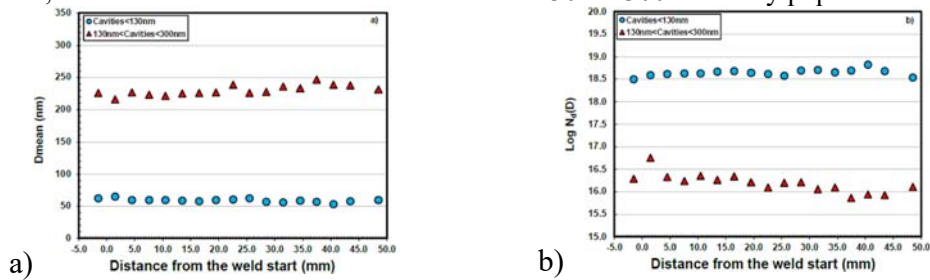 Cavities<130nm
130nm<Cavities<300nm
a)
350
300
250
200
150
100
50
0
Dmean (nm)
-5.0 0.0 5.0 10.0 15.0 20.0 25.0 30.0 35.0 40.0 45.0 50.0
Distance from the weld start (mm)
a)
Cavities<130nm
130nm<Cavities<300nm
b)
20.0
19.5
19.0
18.5
18.0
17.5
17.0
16.5
16.0
15.5
15.0
Log Nd(D)
-5.0 0.0 5.0 10.0 15.0 20.0 25.0 30.0 35.0 40.0 45.0 50.0
Distance from the weld start (mm)
b)